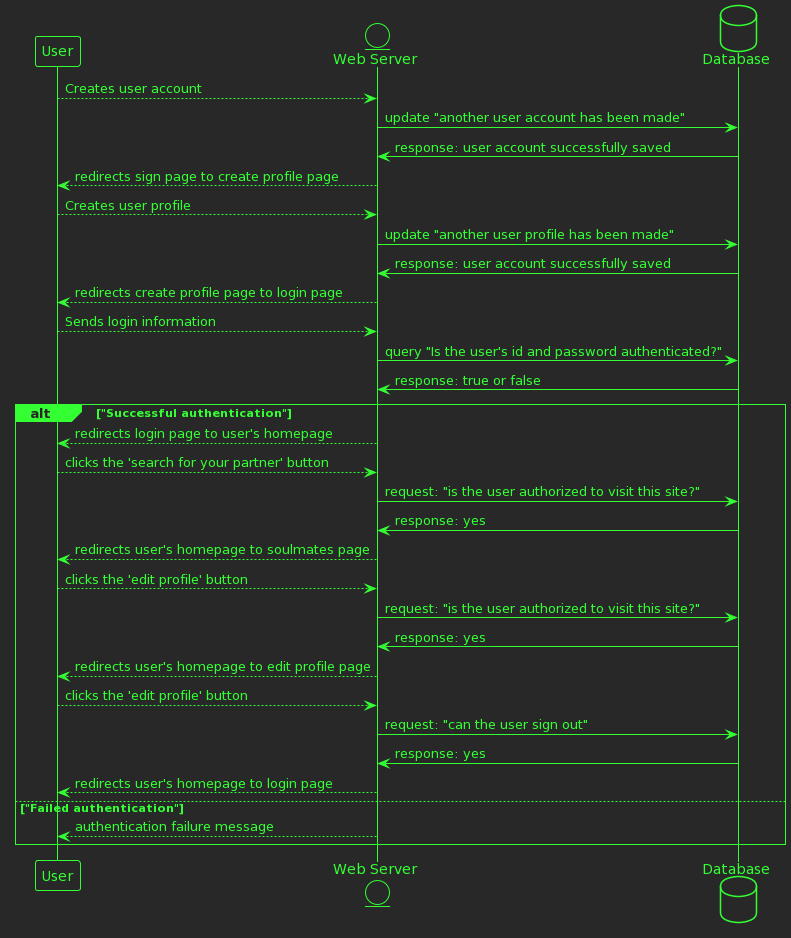 User
Web Server
Database
Creates user account
update "another user account has been made"
response: user account successfully saved
redirects sign page to create profile page
Creates user profile
update "another user profile has been made"
response: user account successfully saved
redirects create profile page to login page
Sends login information
query "Is the user's id and password authenticated?"
response: true or false
alt ["Successful authentication"]
redirects login page to user's homepage
clicks the 'search for your partner' button
request: "is the user authorized to visit this site?"
response: yes
redirects user's homepage to soulmates page
clicks the 'edit profile' button
request: "is the user authorized to visit this site?"
response: yes
redirects user's homepage to edit profile page
clicks the 'edit profile' button
request: "can the user sign out"
response: yes
redirects user's homepage to login page
["Failed authentication"]
authentication failure message
User
Web Server
Database